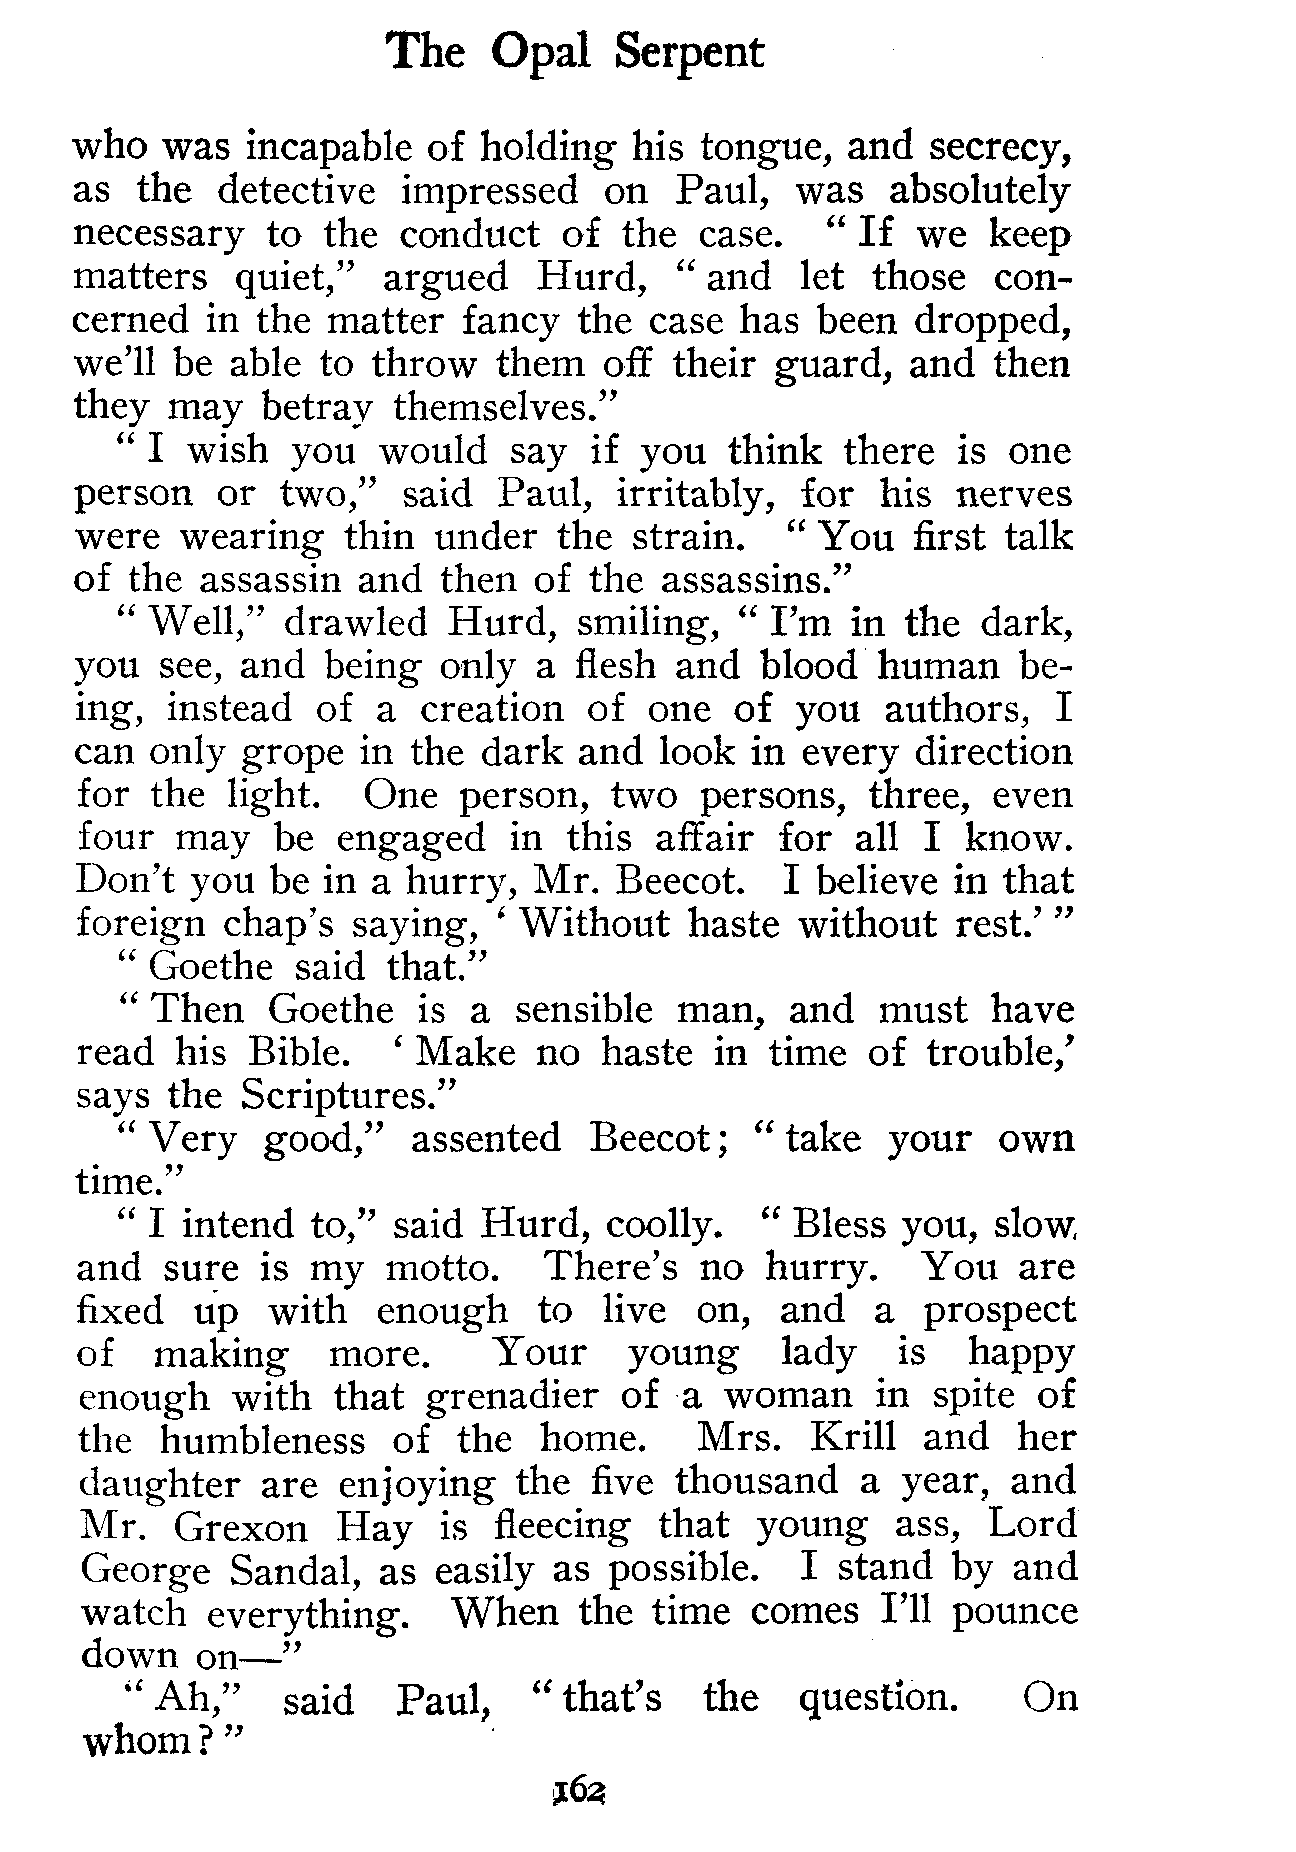 The Opal Serpent
who was incapable of holding his tongue, and secrecy,
as the detective impressed on Paul, was absolutely
necessary to the conduct of the case. “ If we keep
matters quiet,” argued Hurd, “ and let those con-
cerned in the matter fancy the case has been dropped,
we’ll be able to throw them off their guard, and then
they may betray themselves.”
“ I wish you would say if you think there is one
person or two,” said Paul, irritably, for his nerves
were wearing thin under the strain. “ You first talk
of the assassin and then of the assassins.”
“ Well,” drawled Hurd, smiling, “ I’m in the dark,
you see, and being only a flesh and blood human be-
ing, instead of a creation of one of you authors, I
can only grope in the dark and look in every direction
for the light. One person, two persons, three, even
four may be engaged in this affair for all I know.
Don’t you be in a hurry, Mr. Beecot. I believe in that
foreign chap’s saying, ‘ Without haste without rest.’ ”
“ Goethe said that.”
“ Then Goethe is a sensible man, and must have
read his Bible. ‘ Make no haste in time of trouble,’
says the Scriptures.”
“ Very good,” assented Beecot; “ take your own
time.”
“ I intend to,” said Hurd, coolly. “ Bless you, slow,
and sure is my motto. There’s no hurry. You are
fixed up with enough to live on, and a prospect
of making more. Your young lady is happy
enough with that grenadier of a woman in spite of
the humbleness of the home. Mrs. Krill and her
daughter are enjoying the five thousand a year, and
Mr. Grexon Hay is fleecing that young ass, Lord
George Sandal, as easily as possible. I stand by and
watch everything. When the time comes I’ll pounce
down on—”
“ Ah,” said Paul, “ that’s the question. On
whom? ”
162